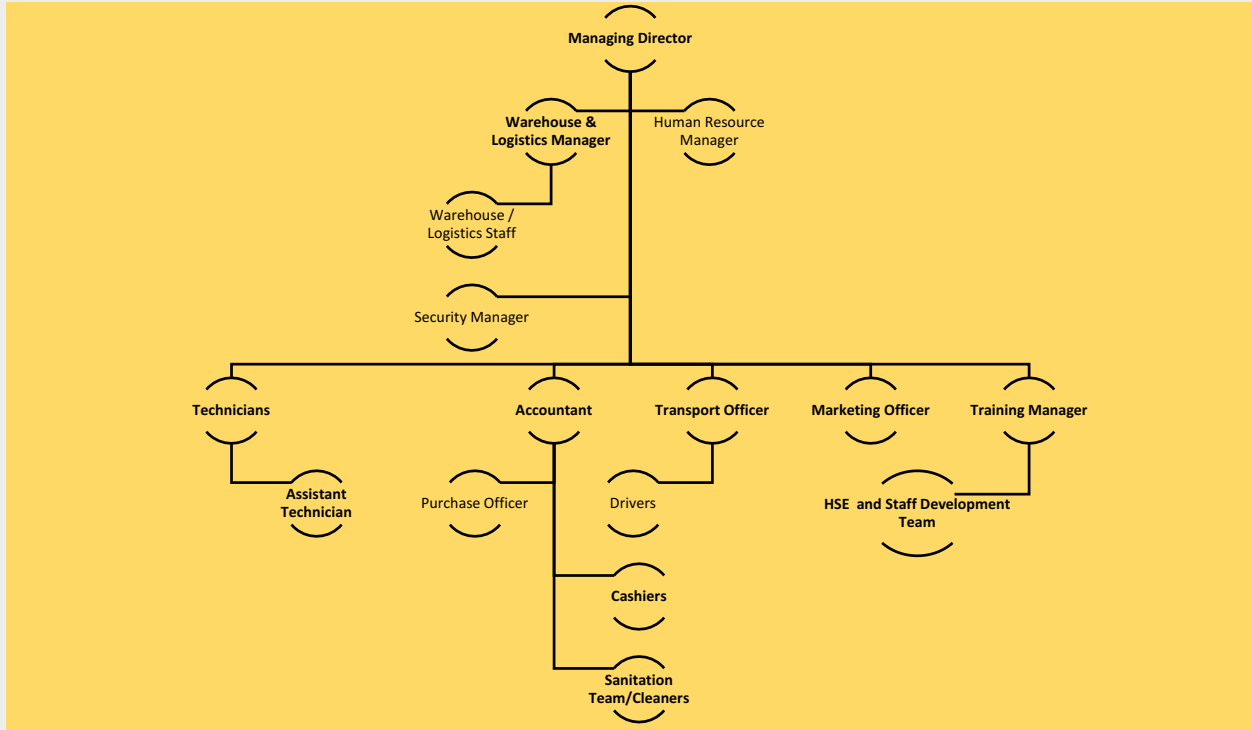 Managing Director
Warehouse &
Logistics Manager
Human Resource
Manager
Warehouse /
Logistics Staff
Security Manager
Technicians
Accountant
Transport Officer
Marketing Officer
Training Manager
Assistant
Technician
Purchase Officer
Drivers
HSE and Staff Development
Team
Cashiers
Sanitation
Team/Cleaners